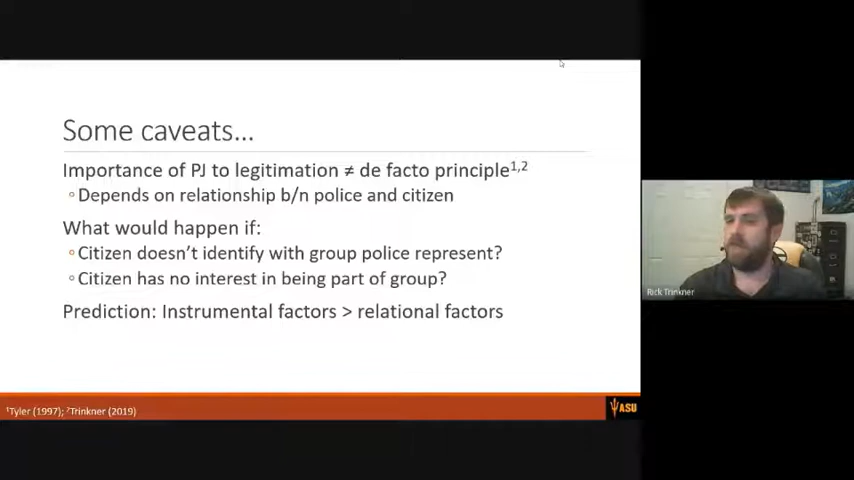 Some caveats…
Importance of PJ to legitimation ≠ de facto principle1,2
◦Depends on relationship b/n police and citizen
What would happen if:
◦Citizen doesn't identify with group police represent?
◦Citizen has no interest in being part of group?
Prediction: Instrumental factors > relational factors
Rick Trinkner
1Tyler (1997); 2Trinkner (2019)
ASU